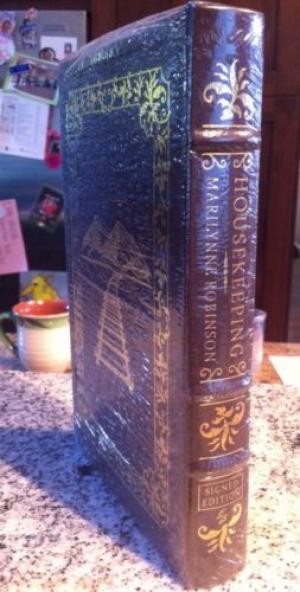 HOUSEKEEPING
MARILYNNE ROBINSON
SIGNED
EDITION